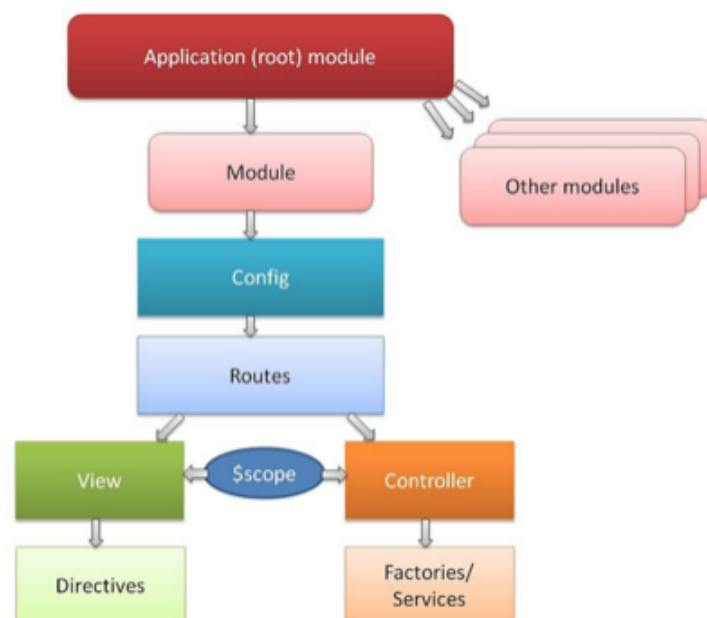 Application (root) module
Module
Other modules
Config
Routes
View
$scope
Controller
Directives
Factories/
Services